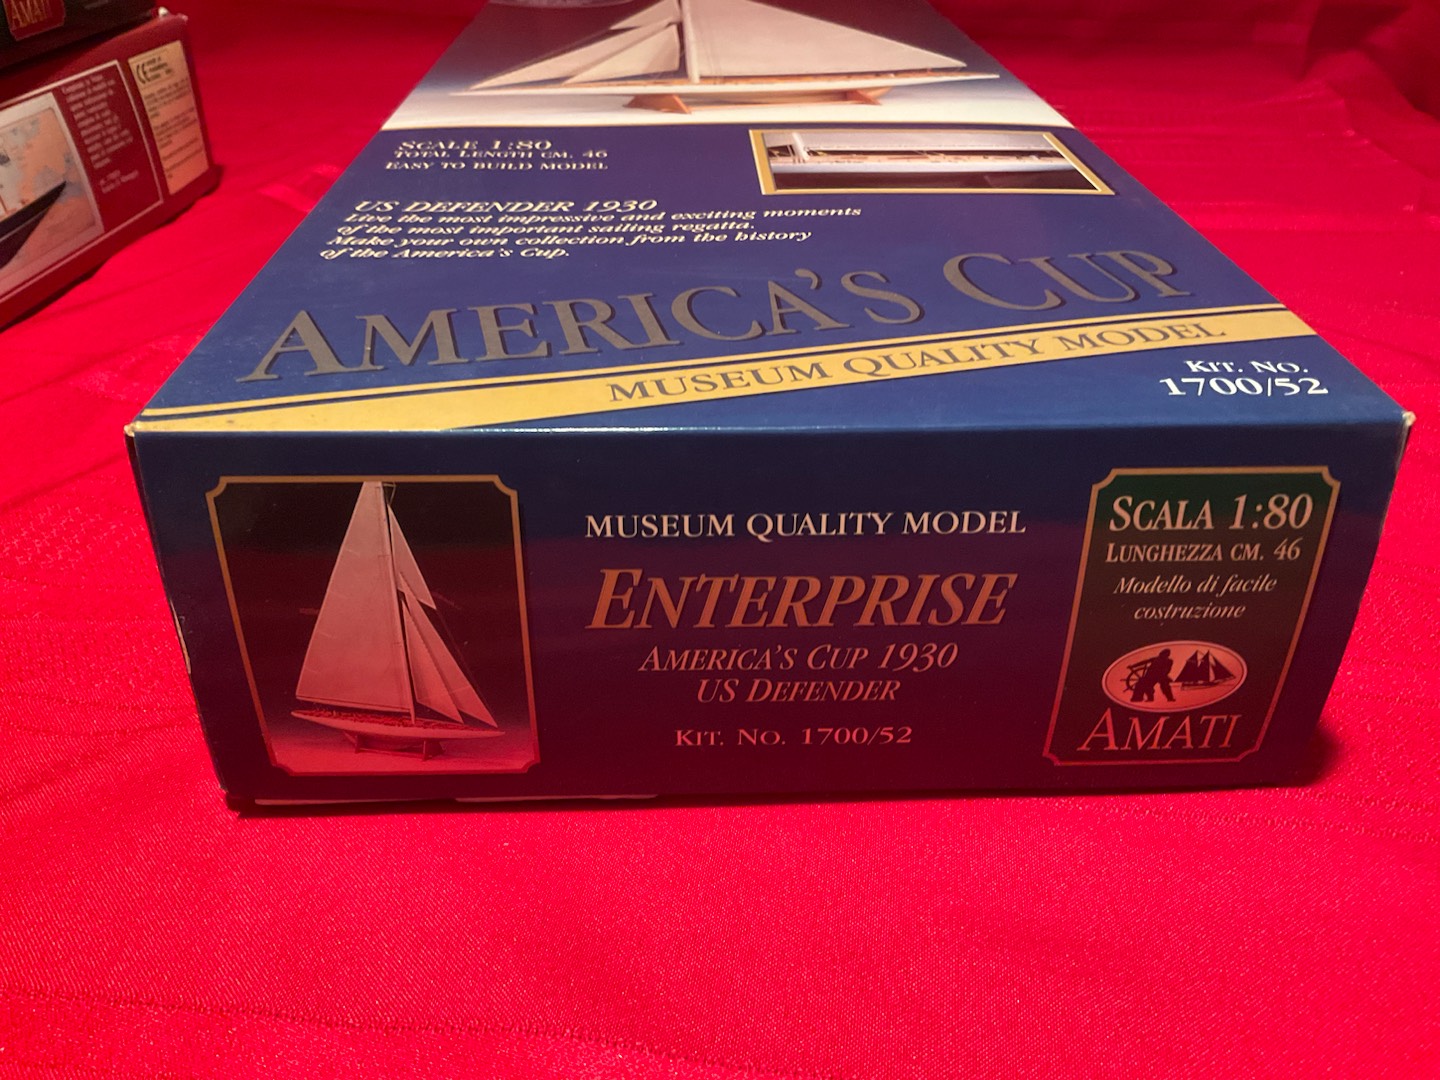 AMATI
SCALE 1:80
TOTAL LENGTH CM. 46
EASY TO BUILD MODEL
US DEFENDER 1930
Live the most impressive and exciting moments
of the most important sailing regatta.
Make your own collection from the history
of the America's Cup.
AMERICA'S CUP
MUSEUM QUALITY MODEL
KIT. NO.
1700/52
MUSEUM QUALITY MODEL
ENTERPRISE
AMERICA'S CUP 1930
US DEFENDER
KIT. NO. 1700/52
SCALA 1:80
LUNGHEZZA CM. 46
Modello di facile
costruzione
AMATI